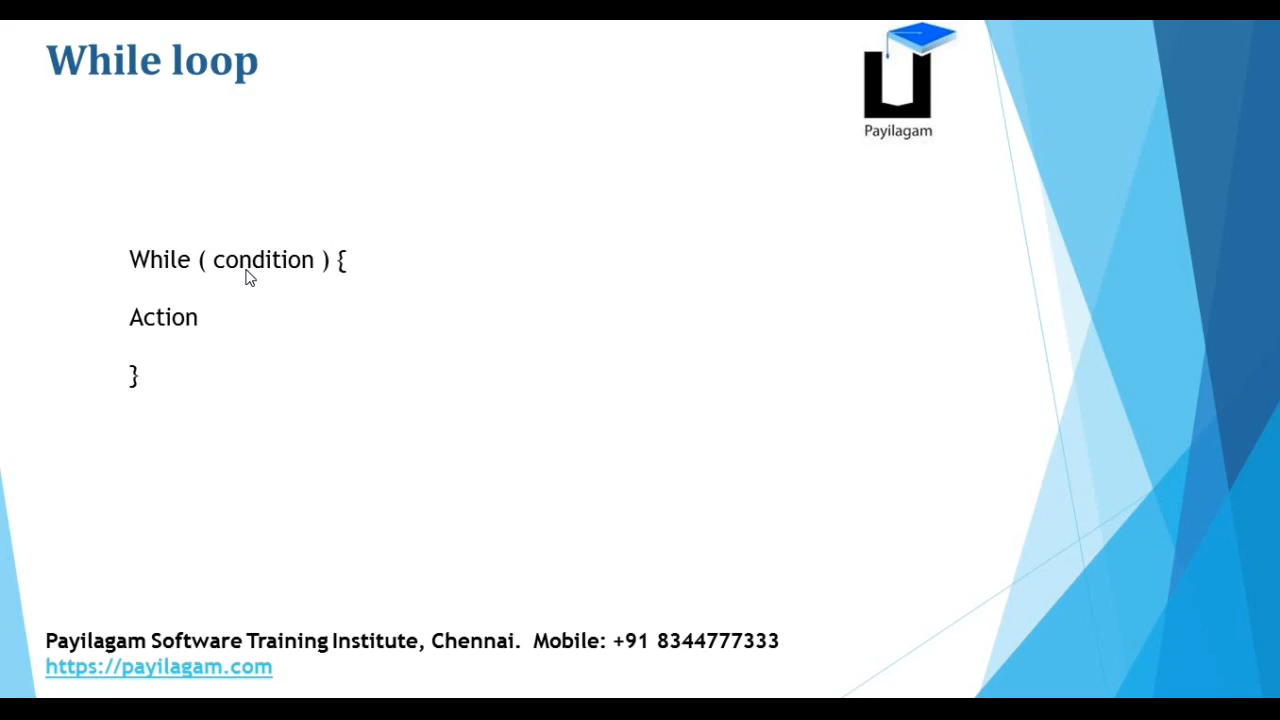 While loop
Payilagam
While ( condition ) {
Action
}
Payilagam Software Training Institute, Chennai. Mobile: +91 8344777333
https://payilagam.com